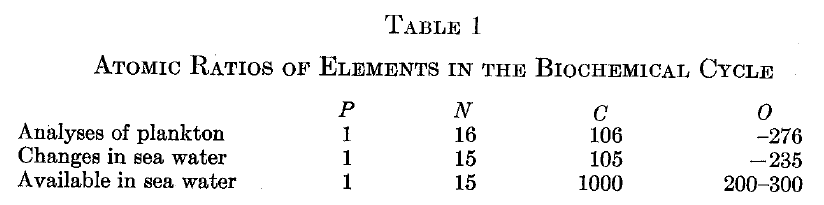 TABLE 1
ATOMIC RATIOS OF ELEMENTS IN THE BIOCHEMICAL CYCLE
P N C O
Analyses of plankton 1 16 106 –276
Changes in sea water 1 15 105 —235
Available in sea water 1 15 1000 200–300